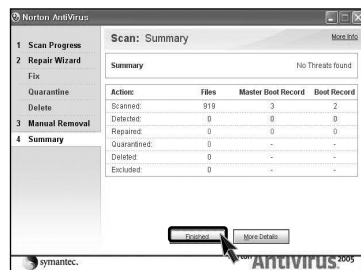 Norton AntiVirus
Scan: Summary
More Info
1 Scan Progress
2 Repair Wizard
Fix
Quarantine
Delete
3 Manual Removal
4 Summary
Summary No Threats found
Action: Files Master Boot Record Boot Record
Scanned: 919 3 2
Detected: 0 0 0
Repaired: 0 0 0
Quarantined: 0 - -
Deleted: 0 - -
Excluded: 0 - -
Finished More Details
symantec.
AntiVirus 2005